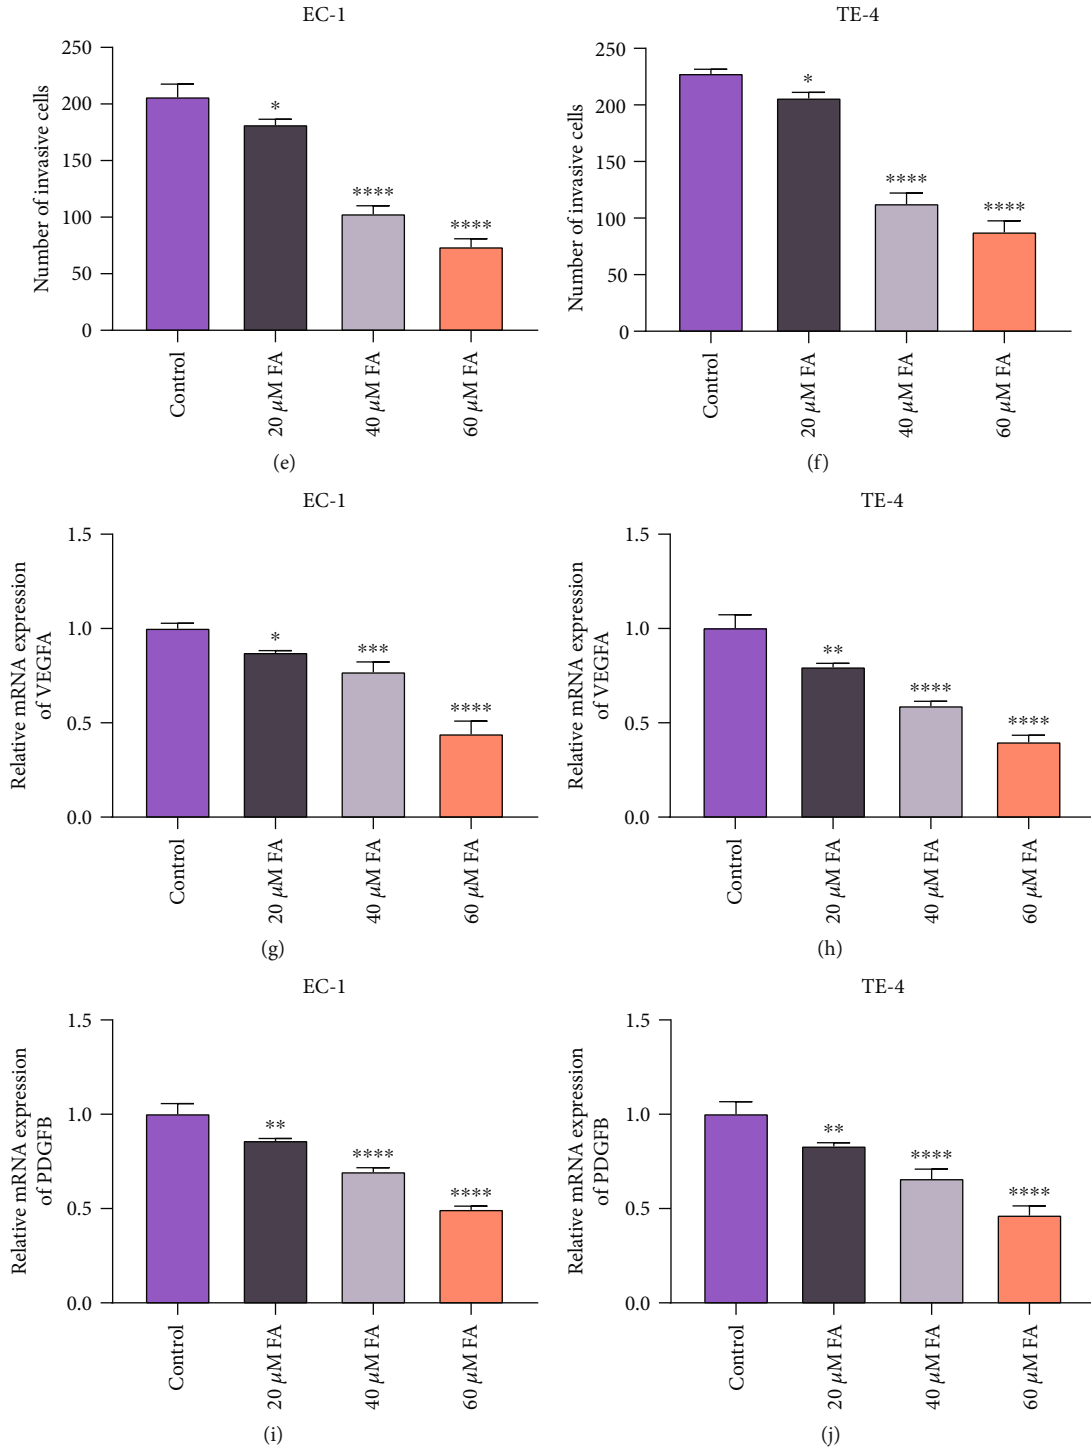 EC-1
Number of invasive cells
250
200
150
100
50
0
*
****
****
Control
20 µM FA
40 µM FA
60 µM FA
(e)
TE-4
Number of invasive cells
250
200
150
100
50
0
*
****
****
Control
20 µM FA
40 µM FA
60 µM FA
(f)
EC-1
Relative mRNA expression
of VEGFA
1.5
1.0
0.5
0.0
*
***
****
Control
20 µM FA
40 µM FA
60 µM FA
(g)
TE-4
Relative mRNA expression
of VEGFA
1.5
1.0
0.5
0.0
**
****
****
Control
20 µM FA
40 µM FA
60 µM FA
(h)
EC-1
Relative mRNA expression
of PDGFB
1.5
1.0
0.5
0.0
**
****
****
Control
20 µM FA
40 µM FA
60 µM FA
(i)
TE-4
Relative mRNA expression
of PDGFB
1.5
1.0
0.5
0.0
**
****
****
Control
20 µM FA
40 µM FA
60 µM FA
(j)